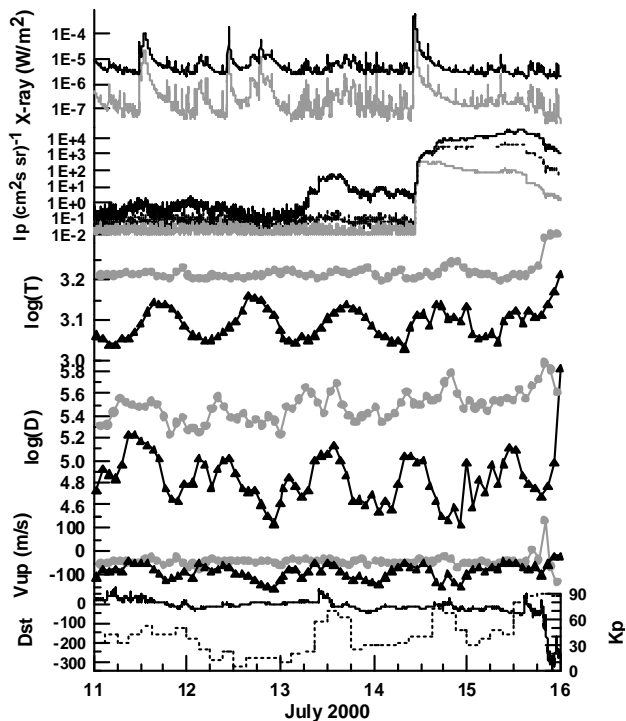 X-ray (W/m²)
1E-4
1E-5
1E-6
1E-7
Ip (cm²s sr)⁻¹
1E+4
1E+3
1E+2
1E+1
1E+0
1E-1
1E-2
log(T)
3.2
3.1
3.0
log(D)
5.8
5.6
5.4
5.2
5.0
4.8
4.6
Vup (m/s)
100
0
-100
Dst
0
-100
-200
-300
90
60
30
0
Kp
11 12 13 14 15 16
July 2000